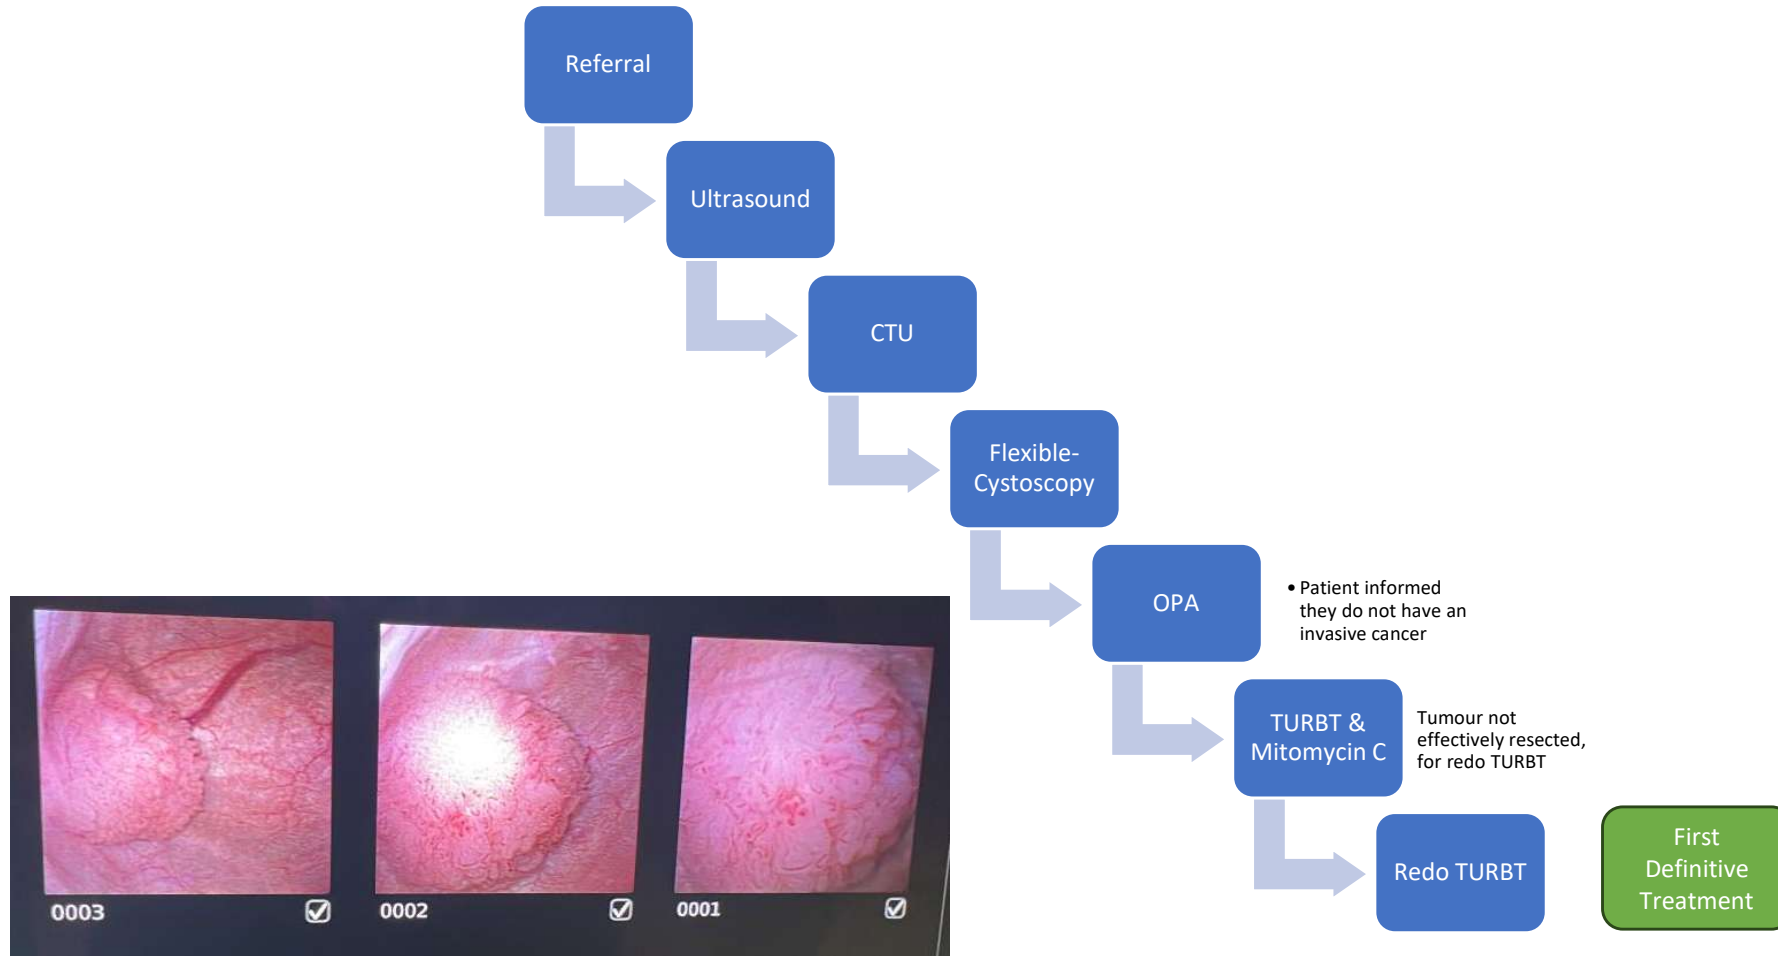 Referral
Ultrasound
CTU
Flexible-
Cystoscopy
OPA
• Patient informed
they do not have an
invasive cancer
TURBT &
Mitomycin C
Tumour not
effectively resected,
for redo TURBT
Redo TURBT
First
Definitive
Treatment
0003
0002
0001